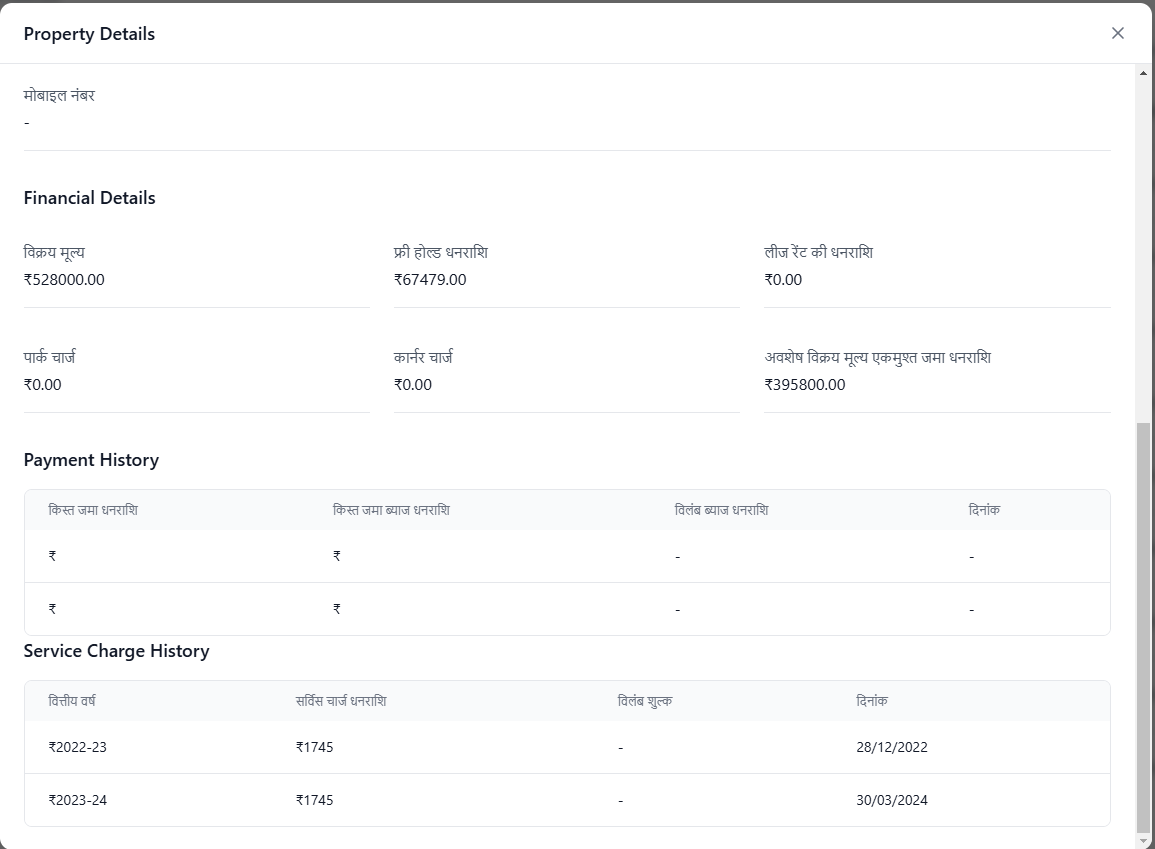 Property Details
मोबाइल नंबर
-
Financial Details
विक्रय मूल्य फ्री होल्ड धनराशि लीज रेंट की धनराशि
₹528000.00 ₹67479.00 ₹0.00
पार्क चार्ज कार्नर चार्ज अवशेष विक्रय मूल्य एकमुश्त जमा धनराशि
₹0.00 ₹0.00 ₹395800.00
Payment History
किस्त जमा धनराशि किस्त जमा ब्याज धनराशि विलंब ब्याज धनराशि दिनांक
₹ ₹ - -
₹ ₹ - -
Service Charge History
वित्तीय वर्ष सर्विस चार्ज धनराशि विलंब शुल्क दिनांक
₹2022-23 ₹1745 - 28/12/2022
₹2023-24 ₹1745 - 30/03/2024